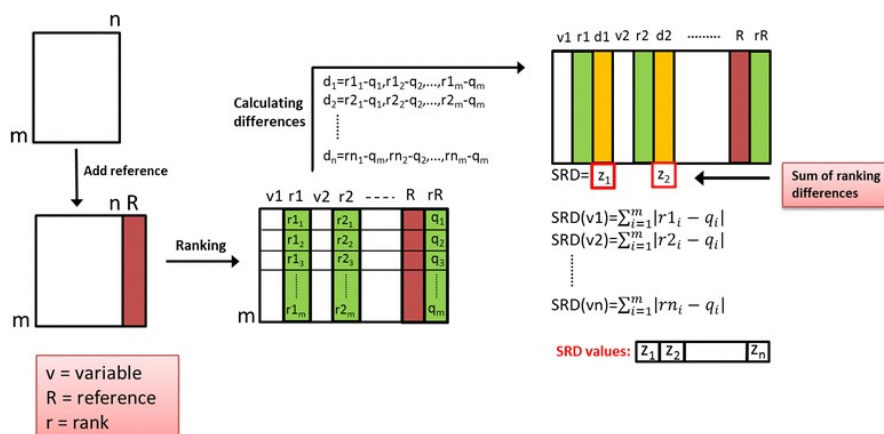 n
m
Add reference
n R
m
v = variable
R = reference
r = rank
Ranking
v1 r1 v2 r2 ---- R rR
r1₁ r2₁ q₁
r1₂ r2₂ q₂
r1₃ r2₃ q₃
r1ₘ r2ₘ qₘ
m
Calculating
differences
d₁=r1₁-q₁,r1₂-q₂,...,r1ₘ-qₘ
d₂=r2₁-q₁,r2₂-q₂,...,r2ₘ-qₘ
dₙ=rn₁-qₘ,rn₂-q₂,...,rnₘ-qₘ
v1 r1 d1 v2 r2 d2 ......... R rR
SRD= z₁ z₂
Sum of ranking
differences
SRD(v1)=∑ᵢ₌₁ᵐ|r1ᵢ − qᵢ|
SRD(v2)=∑ᵢ₌₁ᵐ|r2ᵢ − qᵢ|
SRD(vn)=∑ᵢ₌₁ᵐ|rnᵢ − qᵢ|
SRD values: z₁ z₂ zₙ